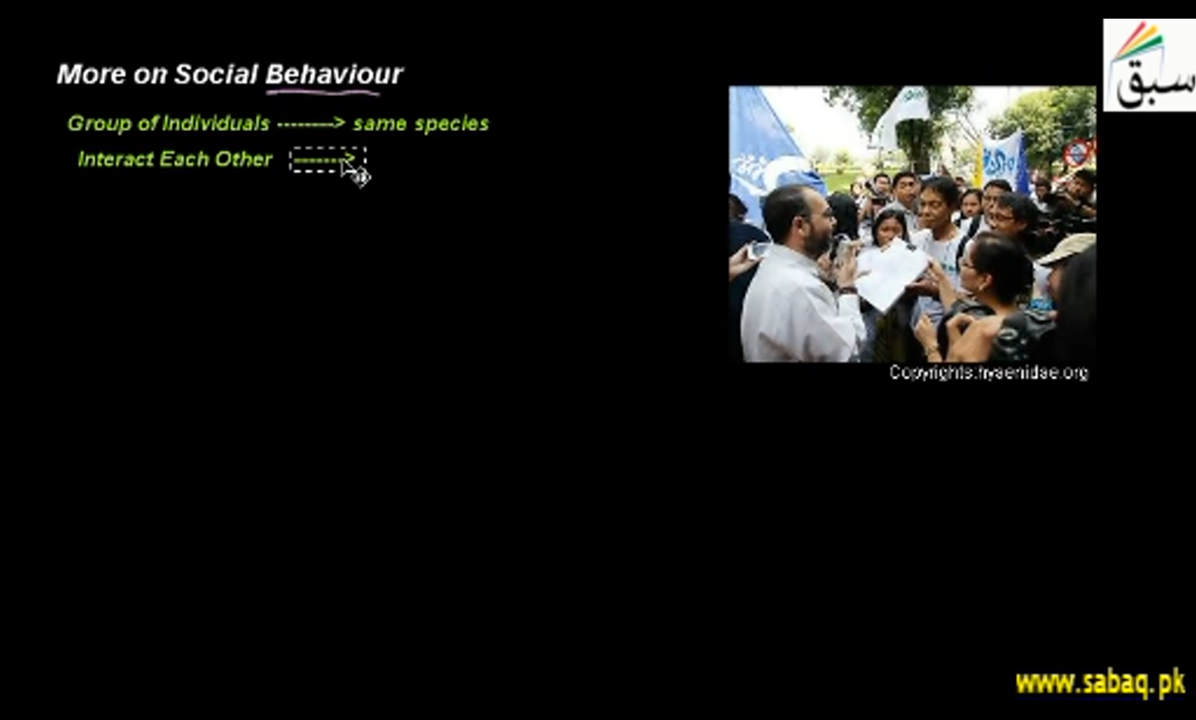 More on Social Behaviour
Group of Individuals --------> same species
Interact Each Other ------->
سبق
Copyrights:hyaenidae.org
www.sabaq.pk